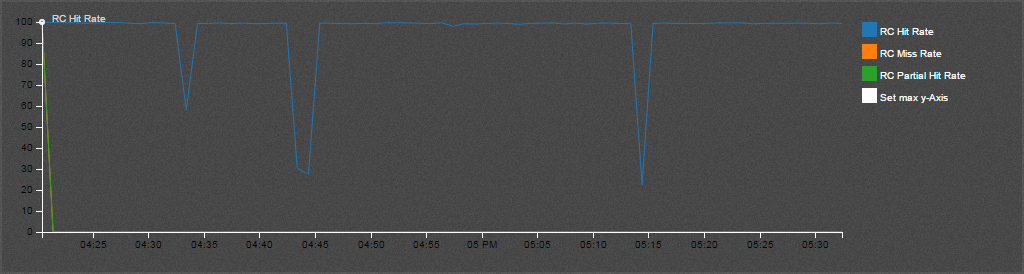 RC Hit Rate
100
90
80
70
60
50
40
30
20
10
0
04:25 04:30 04:35 04:40 04:45 04:50 04:55 05 PM 05:05 05:10 05:15 05:20 05:25 05:30
RC Hit Rate
RC Miss Rate
RC Partial Hit Rate
Set max y-Axis